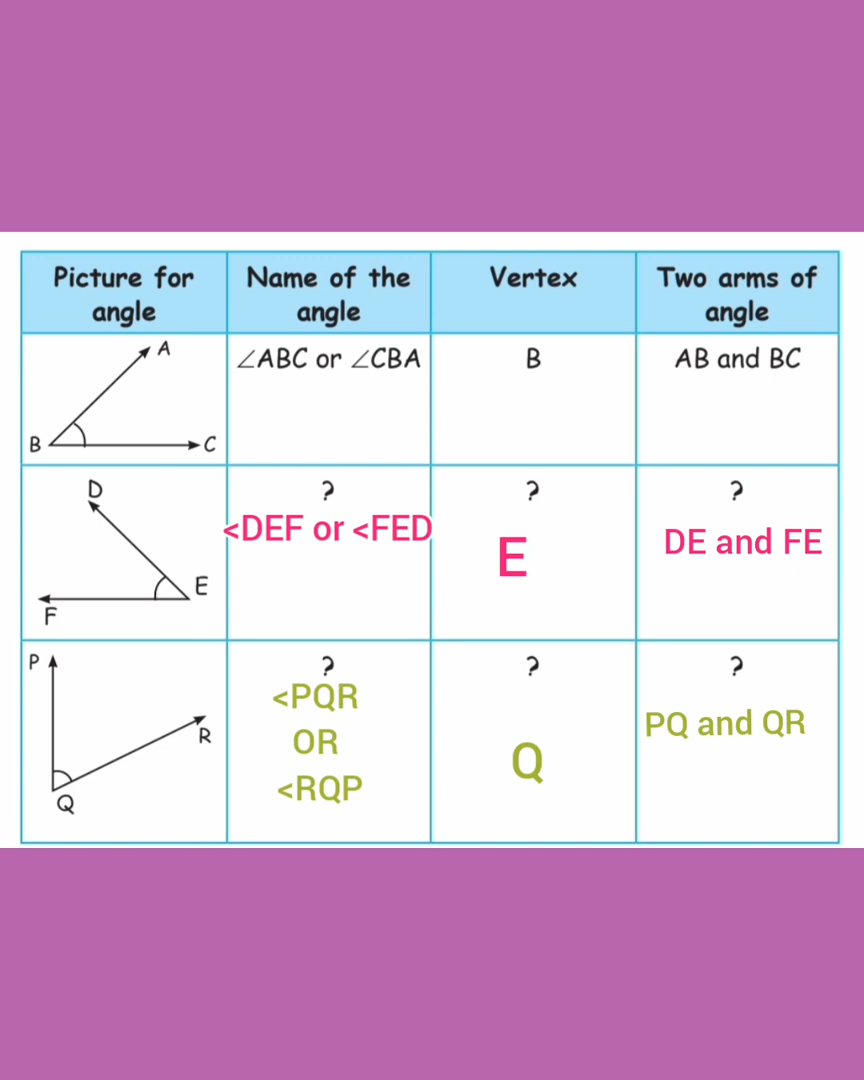 Picture for angle
Name of the angle
Vertex
Two arms of angle
A
B
C
∠ABC or ∠CBA
B
AB and BC
D
E
F
?
<DEF or <FED
?
E
?
DE and FE
P
R
Q
?
<PQR
OR
<RQP
?
Q
?
PQ and QR